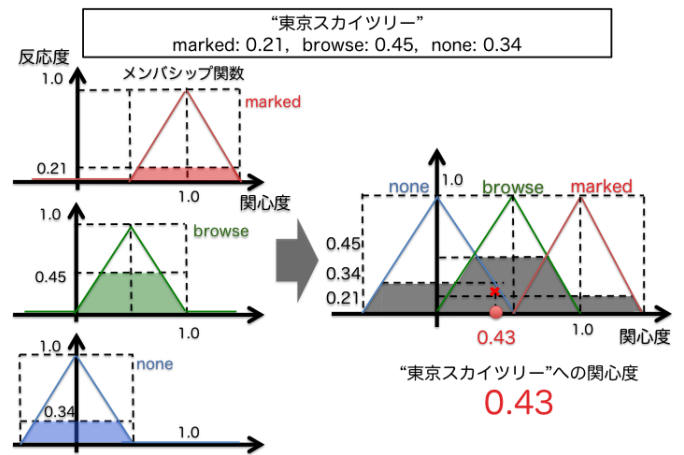 “東京スカイツリー”
marked: 0.21, browse: 0.45, none: 0.34
反応度
メンバシップ関数
1.0
marked
0.21
1.0
関心度
1.0
browse
0.45
1.0
1.0
none
0.34
1.0
none
1.0
browse
marked
0.45
0.34
0.21
0.43
1.0
関心度
“東京スカイツリー”への関心度
0.43